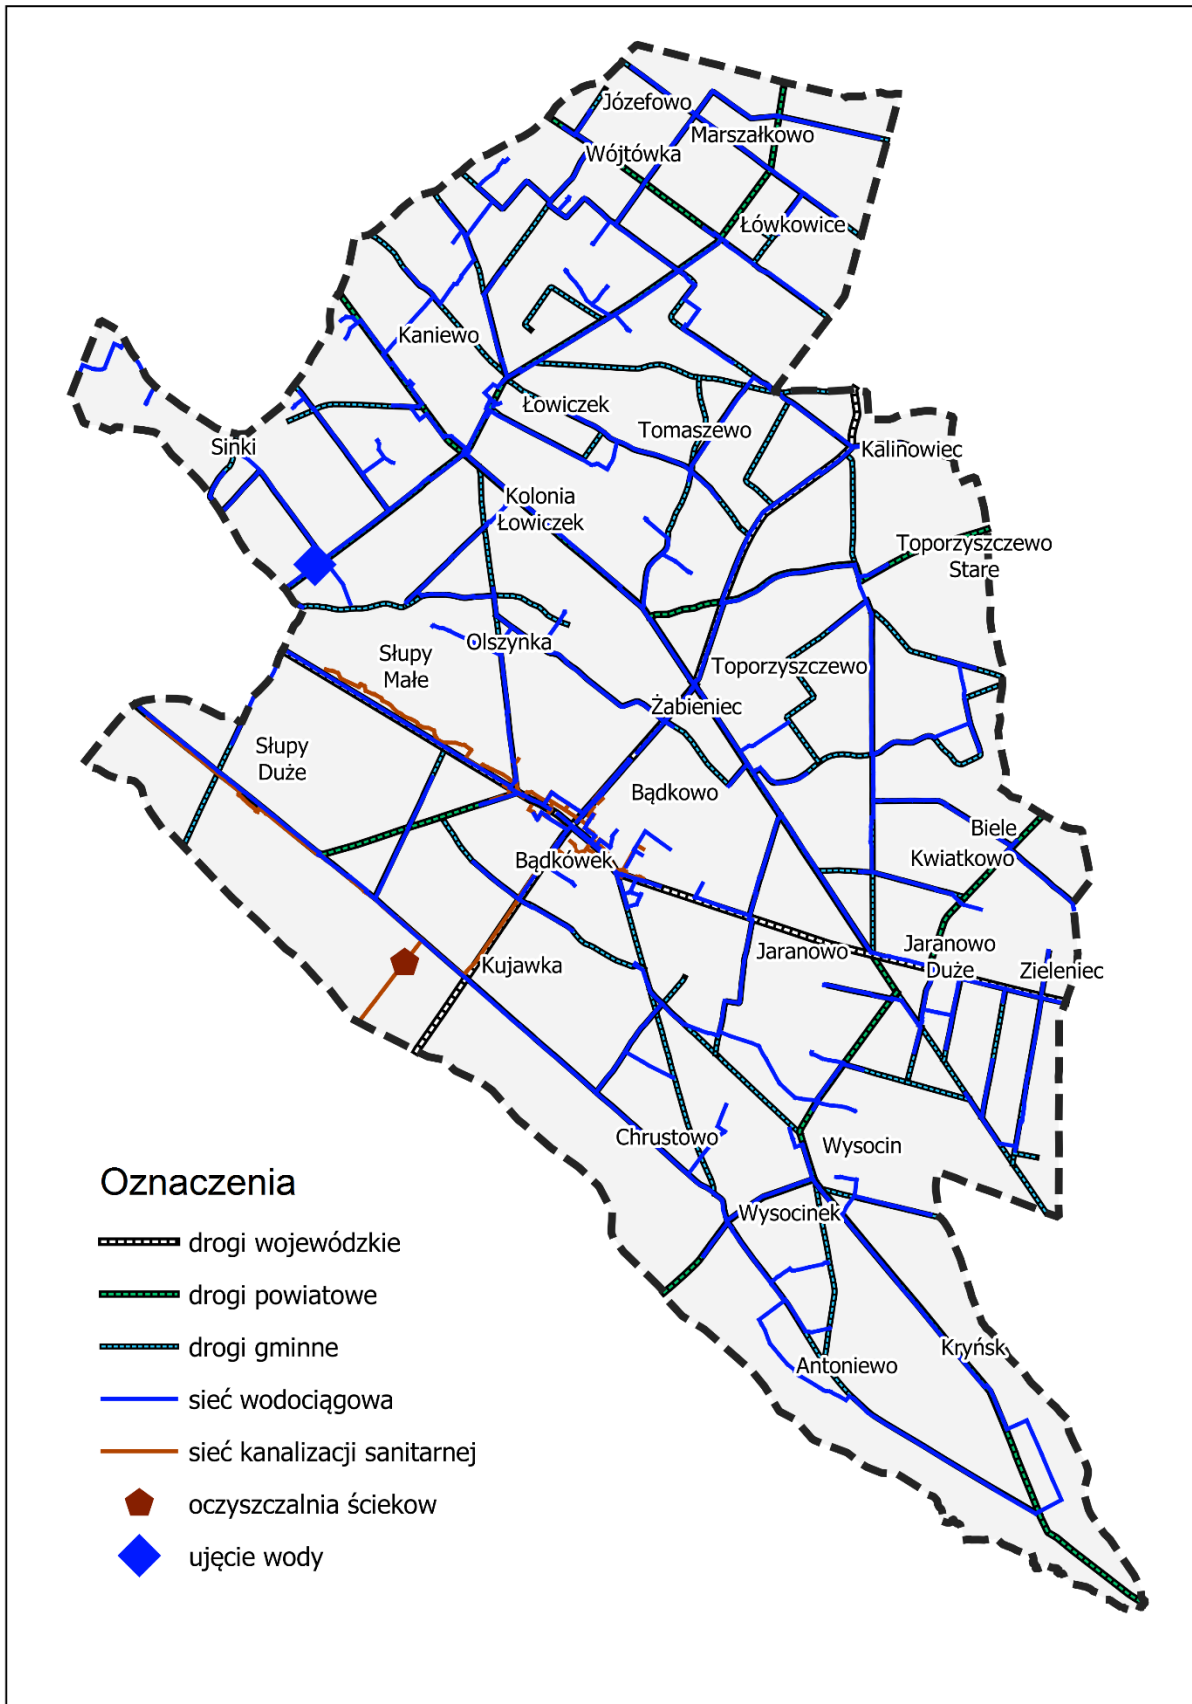 Józefowo
Marszałkowo
Wójtówka
Łówkowice
Kaniewo
Łowiczek
Tomaszewo
Sinki
Kalinowiec
Kolonia
Łowiczek
Toporzyszczewo
Stare
Olszynka
Słupy
Małe
Toporzyszczewo
Żabieniec
Słupy
Duże
Bądkowo
Biele
Bądkówek
Kwiatkowo
Kujawka
Jaranowo
Jaranowo
Duże
Zieleniec
Chrustowo
Wysocin
Wysocinek
Kryńsk
Antoniewo
Oznaczenia
drogi wojewódzkie
drogi powiatowe
drogi gminne
sieć wodociągowa
sieć kanalizacji sanitarnej
oczyszczalnia ściekow
ujęcie wody